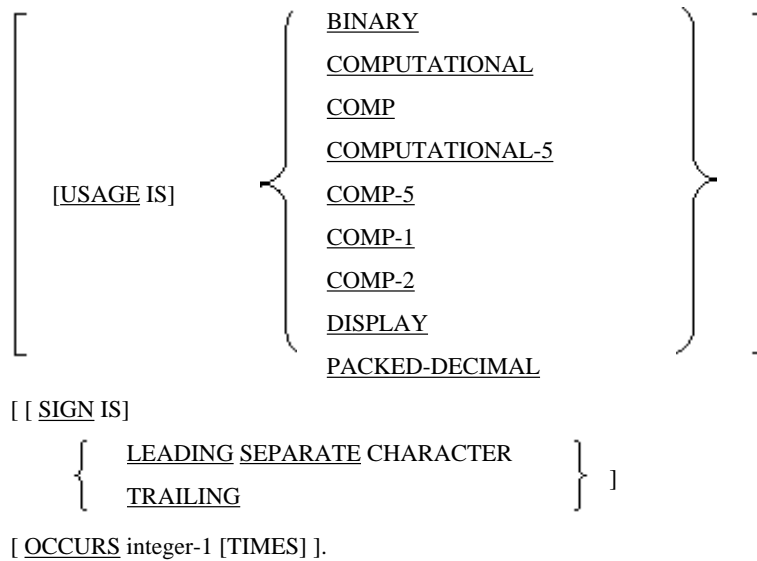 BINARY
COMPUTATIONAL
COMP
COMPUTATIONAL-5
[USAGE IS] COMP-5
COMP-1
COMP-2
DISPLAY
PACKED-DECIMAL
[ [ SIGN IS]
LEADING SEPARATE CHARACTER
TRAILING ]
[ OCCURS integer-1 [TIMES] ].